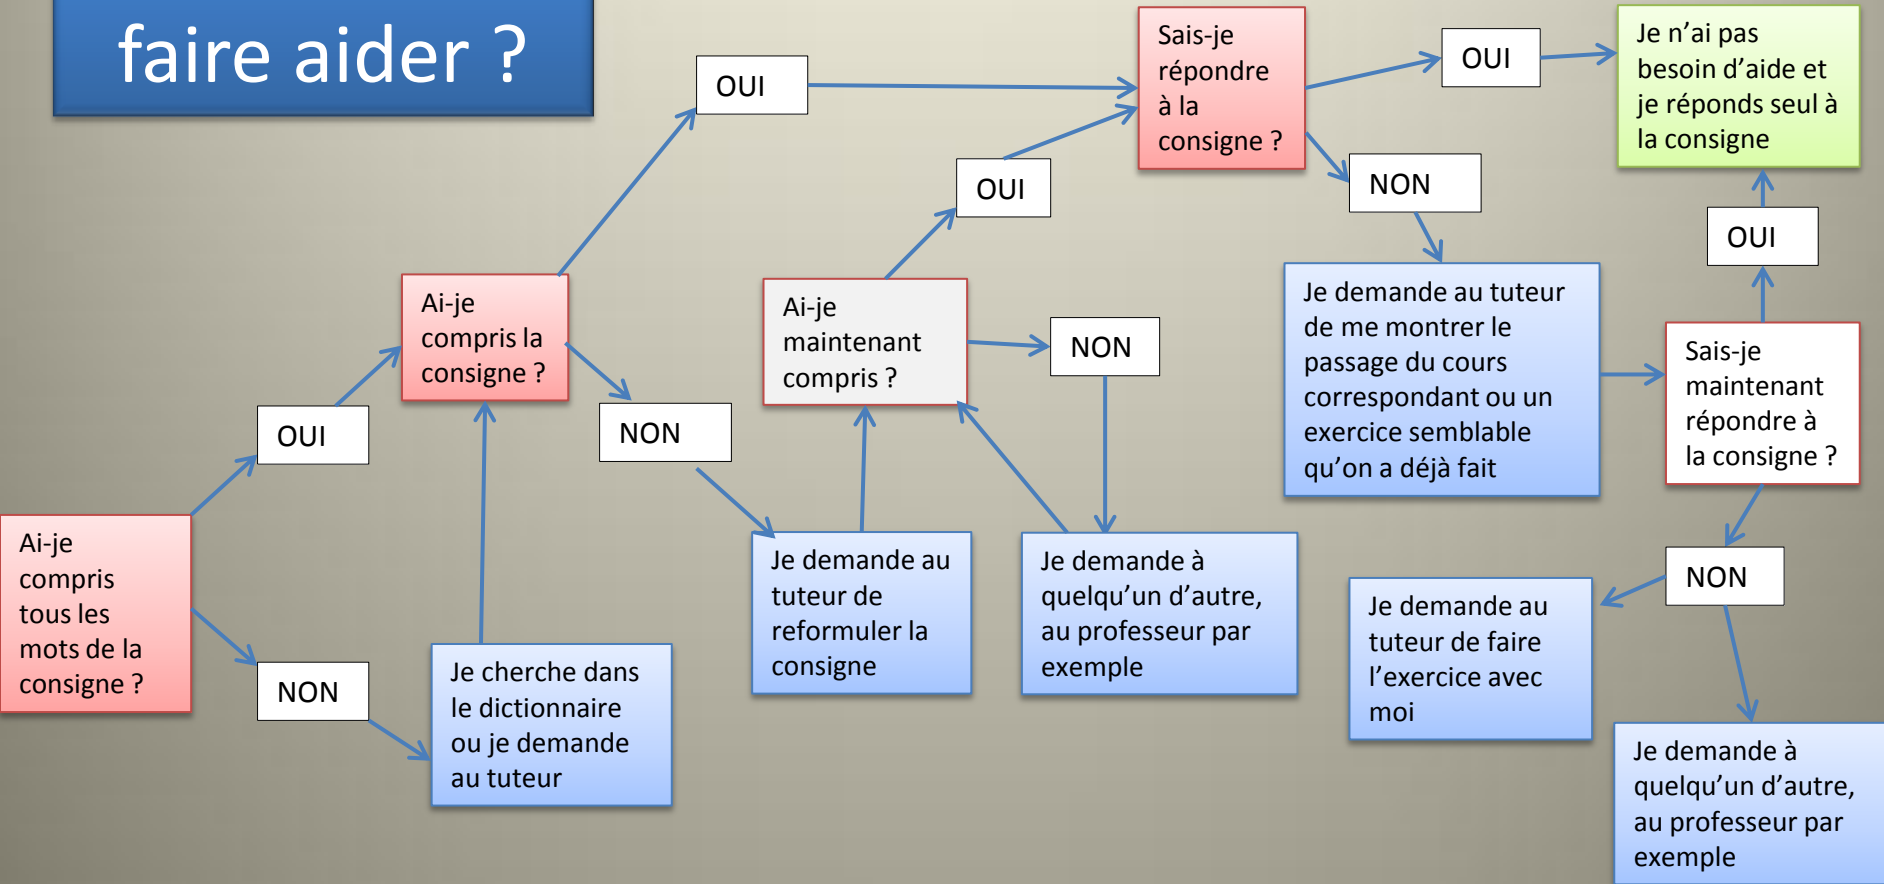 faire aider ?
OUI
Sais-je
répondre
à la
consigne ?
OUI
Je n’ai pas
besoin d’aide et
je réponds seul à
la consigne
OUI
NON
OUI
Ai-je
compris la
consigne ?
Ai-je
maintenant
compris ?
NON
Je demande au tuteur
de me montrer le
passage du cours
correspondant ou un
exercice semblable
qu’on a déjà fait
Sais-je
maintenant
répondre à
la consigne ?
OUI
NON
Ai-je
compris
tous les
mots de la
consigne ?
NON
Je cherche dans
le dictionnaire
ou je demande
au tuteur
Je demande au
tuteur de
reformuler la
consigne
Je demande à
quelqu’un d’autre,
au professeur par
exemple
NON
Je demande au
tuteur de faire
l’exercice avec
moi
Je demande à
quelqu’un d’autre,
au professeur par
exemple